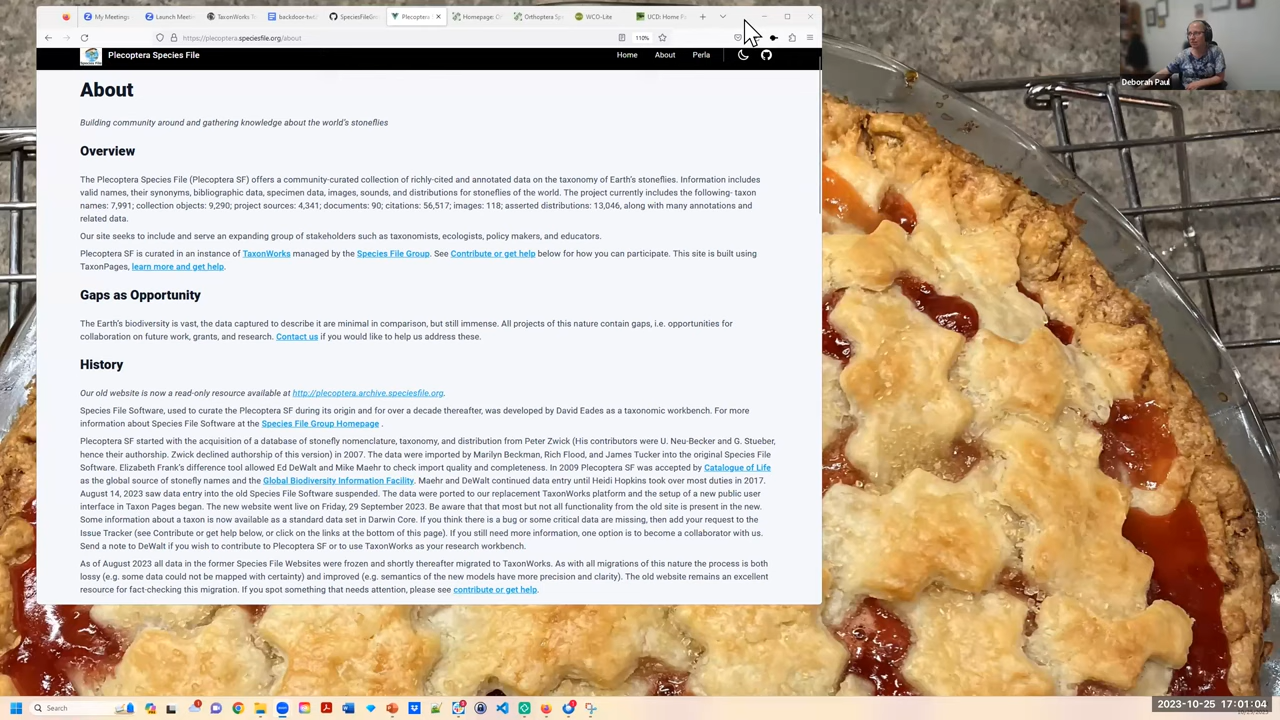 My Meetings
Launch Meeti
TaxonWorks To
backdoor-twt/
SpeciesFileGro
Plecoptera
Homepage: O
Orthoptera Sp
WCO-Lite
UCD: Home P
https://plecoptera.speciesfile.org/about
110%
Plecoptera Species File
Home About Perla
About
Building community around and gathering knowledge about the world's stoneflies
Overview
The Plecoptera Species File (Plecoptera SF) offers a community-curated collection of richly-cited and annotated data on the taxonomy of Earth's stoneflies. Information includes
valid names, their synonyms, bibliographic data, specimen data, images, sounds, and distributions for stoneflies of the world. The project currently includes the following- taxon
names: 7,991; collection objects: 9,290; project sources: 4,341; documents: 90; citations: 56,517; images: 118; asserted distributions: 13,046, along with many annotations and
related data.
Our site seeks to include and serve an expanding group of stakeholders such as taxonomists, ecologists, policy makers, and educators.
Plecoptera SF is curated in an instance of TaxonWorks managed by the Species File Group. See Contribute or get help below for how you can participate. This site is built using
TaxonPages, learn more and get help.
Gaps as Opportunity
The Earth's biodiversity is vast, the data captured to describe it are minimal in comparison, but still immense. All projects of this nature contain gaps, i.e. opportunities for
collaboration on future work, grants, and research. Contact us if you would like to help us address these.
History
Our old website is now a read-only resource available at http://plecoptera.archive.speciesfile.org.
Species File Software, used to curate the Plecoptera SF during its origin and for over a decade thereafter, was developed by David Eades as a taxonomic workbench. For more
information about Species File Software at the Species File Group Homepage .
Plecoptera SF started with the acquisition of a database of stonefly nomenclature, taxonomy, and distribution from Peter Zwick (His contributors were U. Neu-Becker and G. Stueber,
hence their authorship. Zwick declined authorship of this version) in 2007. The data were imported by Marilyn Beckman, Rich Flood, and James Tucker into the original Species File
Software. Elizabeth Frank's difference tool allowed Ed DeWalt and Mike Maehr to check import quality and completeness. In 2009 Plecoptera SF was accepted by Catalogue of Life
as the global source of stonefly names and the Global Biodiversity Information Facility. Maehr and DeWalt continued data entry until Heidi Hopkins took over most duties in 2017.
August 14, 2023 saw data entry into the old Species File Software suspended. The data were ported to our replacement TaxonWorks platform and the setup of a new public user
interface in Taxon Pages began. The new website went live on Friday, 29 September 2023. Be aware that that most but not all functionality from the old site is present in the new.
Some information about a taxon is now available as a standard data set in Darwin Core. If you think there is a bug or some critical data are missing, then add your request to the
Issue Tracker (see Contribute or get help below, or click on the links at the bottom of this page). If you still need more information, one option is to become a collaborator with us.
Send a note to DeWalt if you wish to contribute to Plecoptera SF or to use TaxonWorks as your research workbench.
As of August 2023 all data in the former Species File Websites were frozen and shortly thereafter migrated to TaxonWorks. As with all migrations of this nature the process is both
lossy (e.g. some data could not be mapped with certainty) and improved (e.g. semantics of the new models have more precision and clarity). The old website remains an excellent
resource for fact-checking this migration. If you spot something that needs attention, please see contribute or get help.
Deborah Paul
Search
2023-10-25 17:01:04